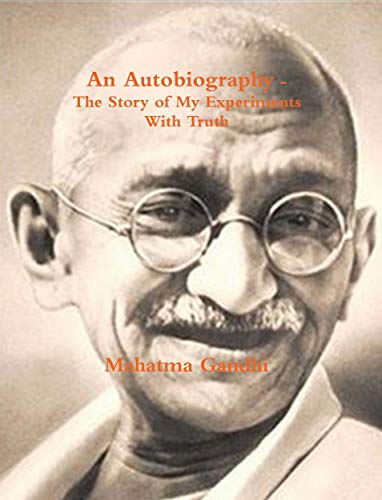 An Autobiography -
The Story of My Experiments
With Truth
Mahatma Gandhi